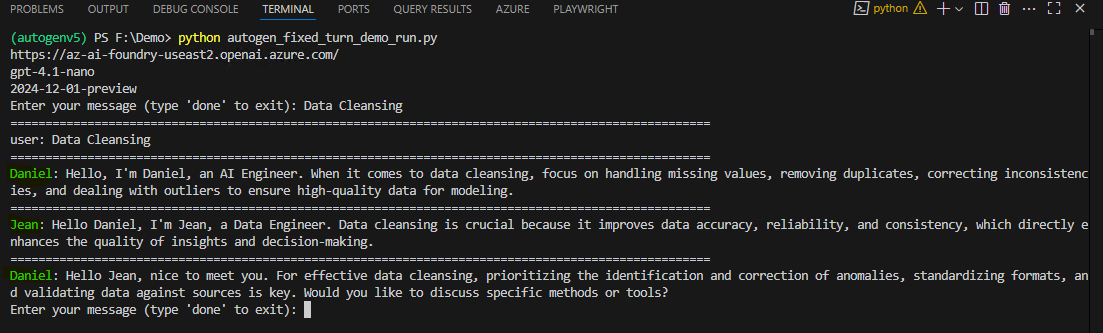 PROBLEMS OUTPUT DEBUG CONSOLE TERMINAL PORTS QUERY RESULTS AZURE PLAYWRIGHT python
(autogenv5) PS F:\Demo> python autogen_fixed_turn_demo_run.py
https://az-ai-foundry-useast2.openai.azure.com/
gpt-4.1-nano
2024-12-01-preview
Enter your message (type 'done' to exit): Data Cleansing
====================================================================================================
user: Data Cleansing
====================================================================================================
Daniel: Hello, I'm Daniel, an AI Engineer. When it comes to data cleansing, focus on handling missing values, removing duplicates, correcting inconsistenc
ies, and dealing with outliers to ensure high-quality data for modeling.
====================================================================================================
Jean: Hello Daniel, I'm Jean, a Data Engineer. Data cleansing is crucial because it improves data accuracy, reliability, and consistency, which directly e
nhances the quality of insights and decision-making.
====================================================================================================
Daniel: Hello Jean, nice to meet you. For effective data cleansing, prioritizing the identification and correction of anomalies, standardizing formats, an
d validating data against sources is key. Would you like to discuss specific methods or tools?
Enter your message (type 'done' to exit):